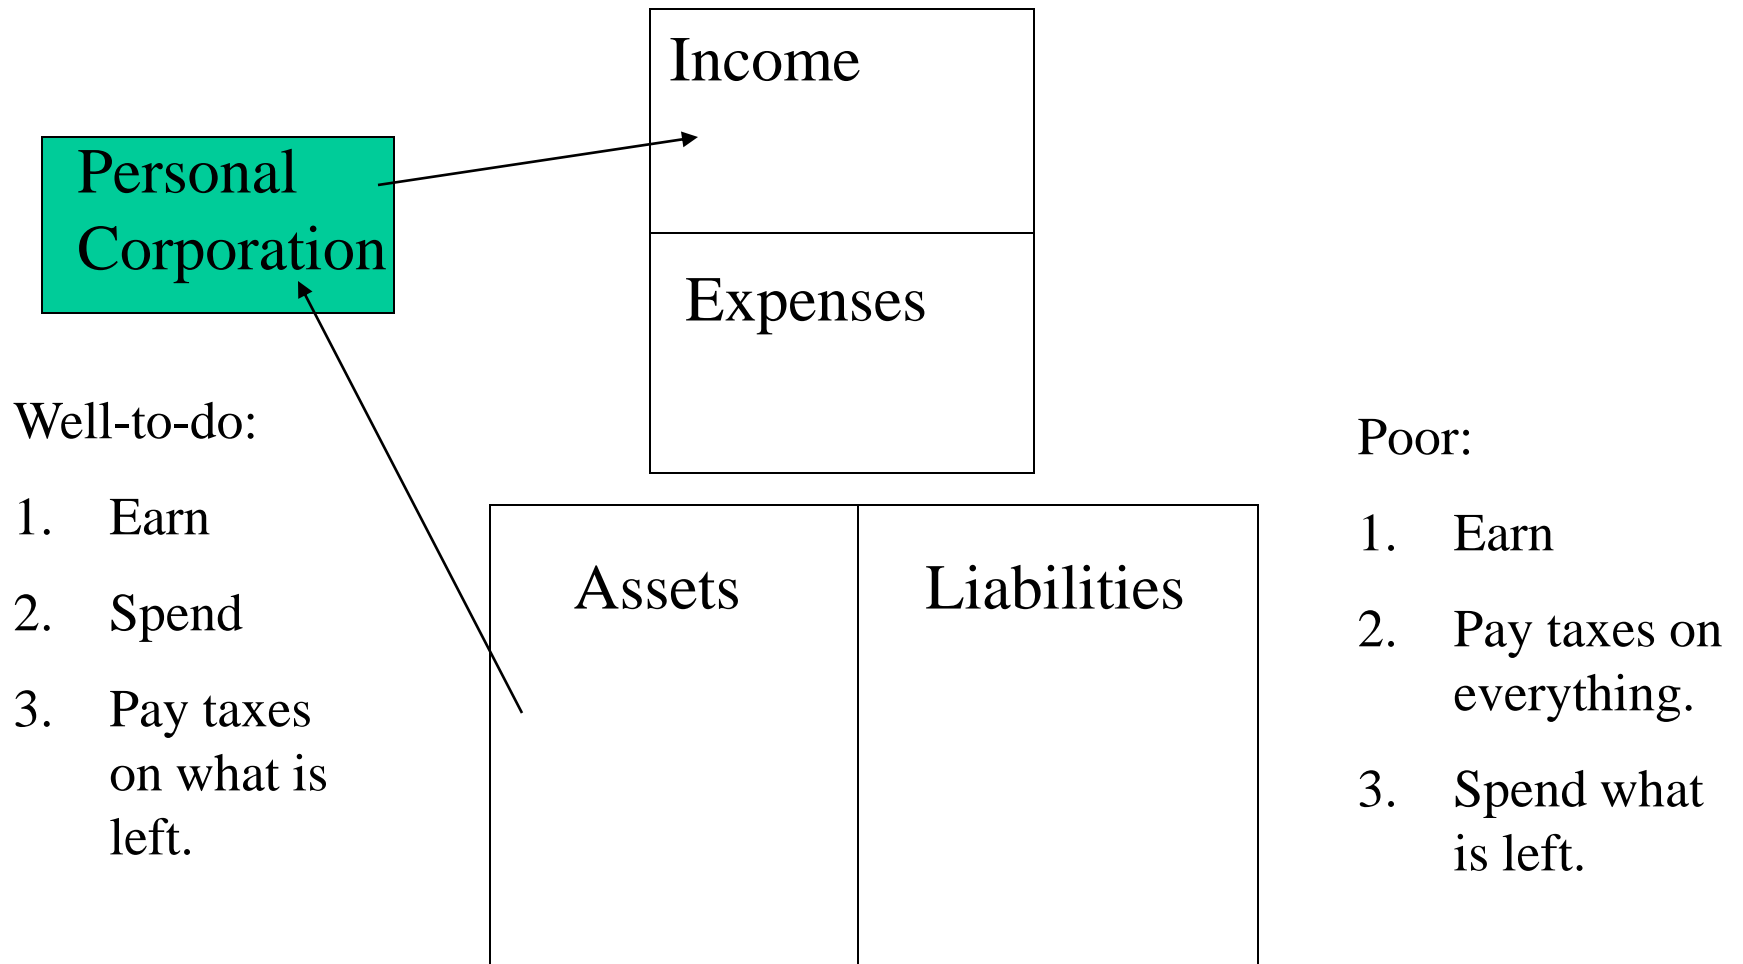 Income
Personal
Corporation
Expenses
Well-to-do:
1. Earn
2. Spend
3. Pay taxes
on what is
left.
Assets
Liabilities
Poor:
1. Earn
2. Pay taxes on
everything.
3. Spend what
is left.